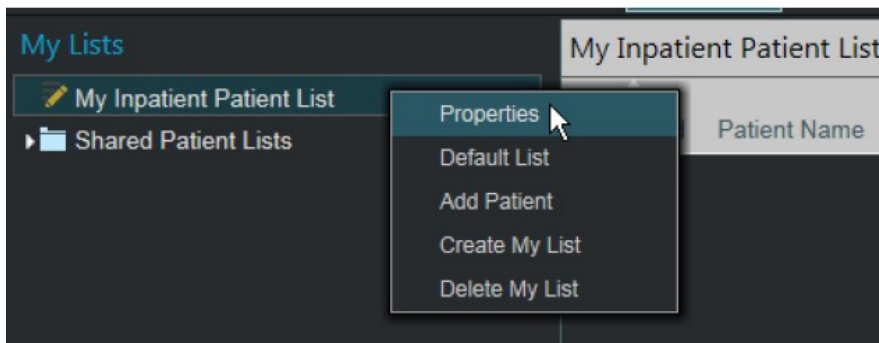 My Lists
My Inpatient Patient List
Shared Patient Lists
My Inpatient Patient List
Patient Name
Properties
Default List
Add Patient
Create My List
Delete My List